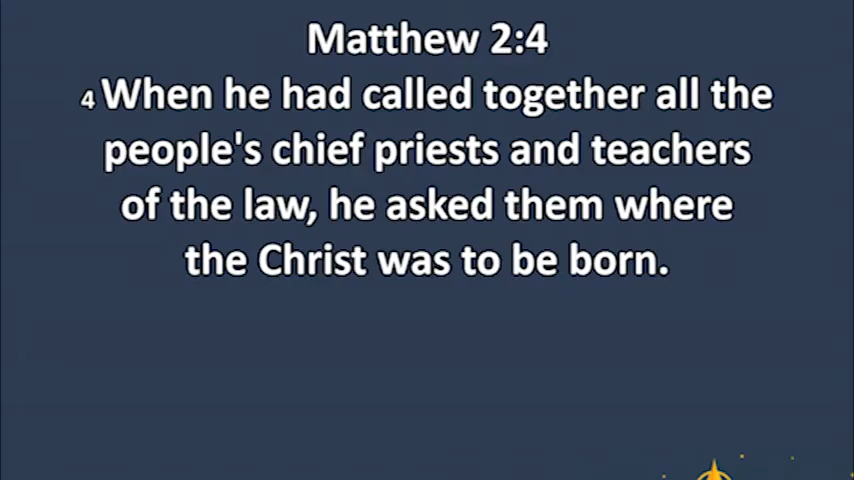 Matthew 2:4
4 When he had called together all the
people's chief priests and teachers
of the law, he asked them where
the Christ was to be born.